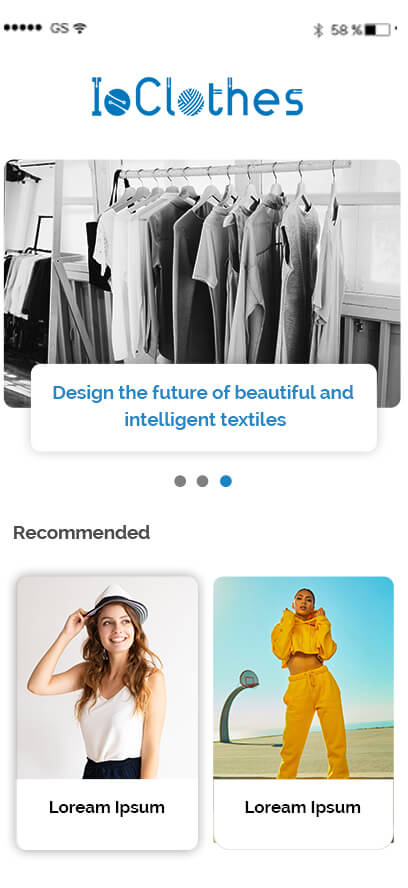 GS 58 %
IoClothes
Design the future of beautiful and
intelligent textiles
Recommended
Loream Ipsum Loream Ipsum